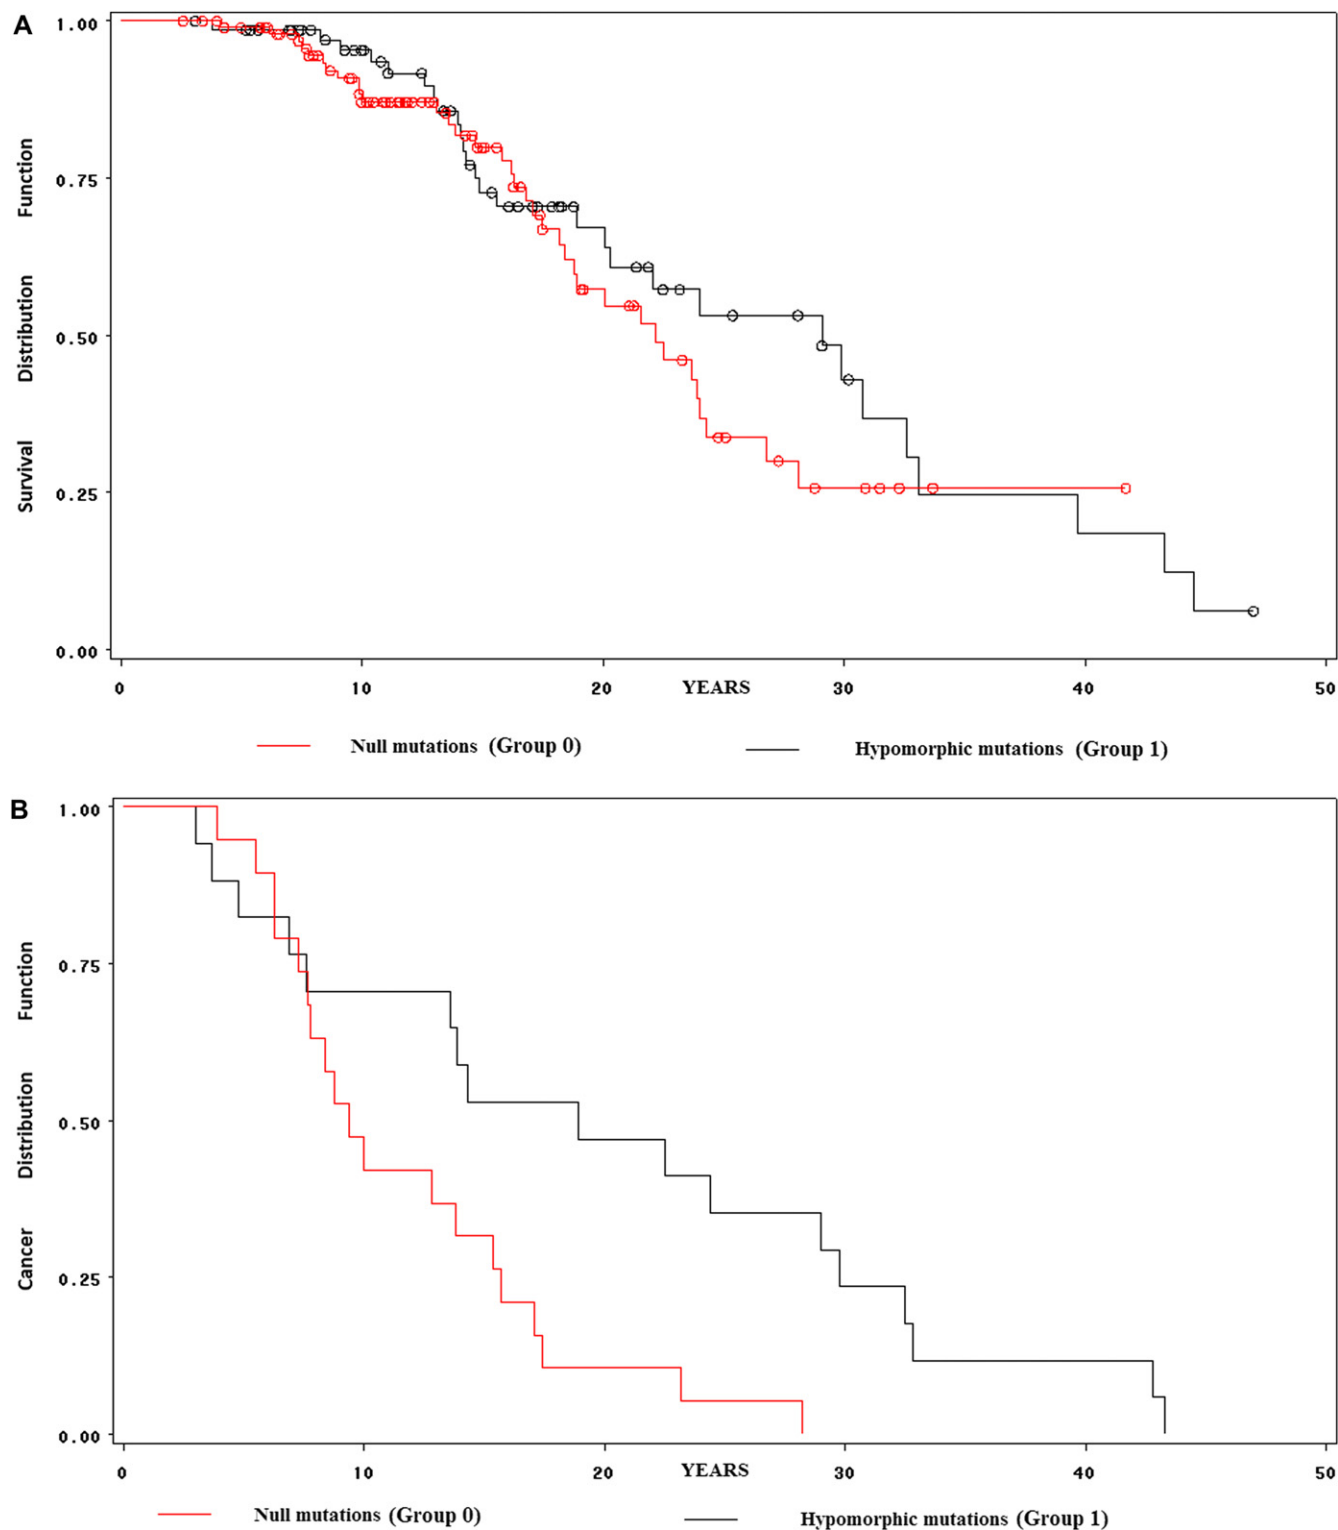 A
1.00
0.75
0.50
0.25
0.00
Survival Distribution Function
0 10 20 30 40 50
YEARS
Null mutations (Group 0) Hypomorphic mutations (Group 1)
B
1.00
0.75
0.50
0.25
0.00
Cancer Distribution Function
0 10 20 30 40 50
YEARS
Null mutations (Group 0) Hypomorphic mutations (Group 1)